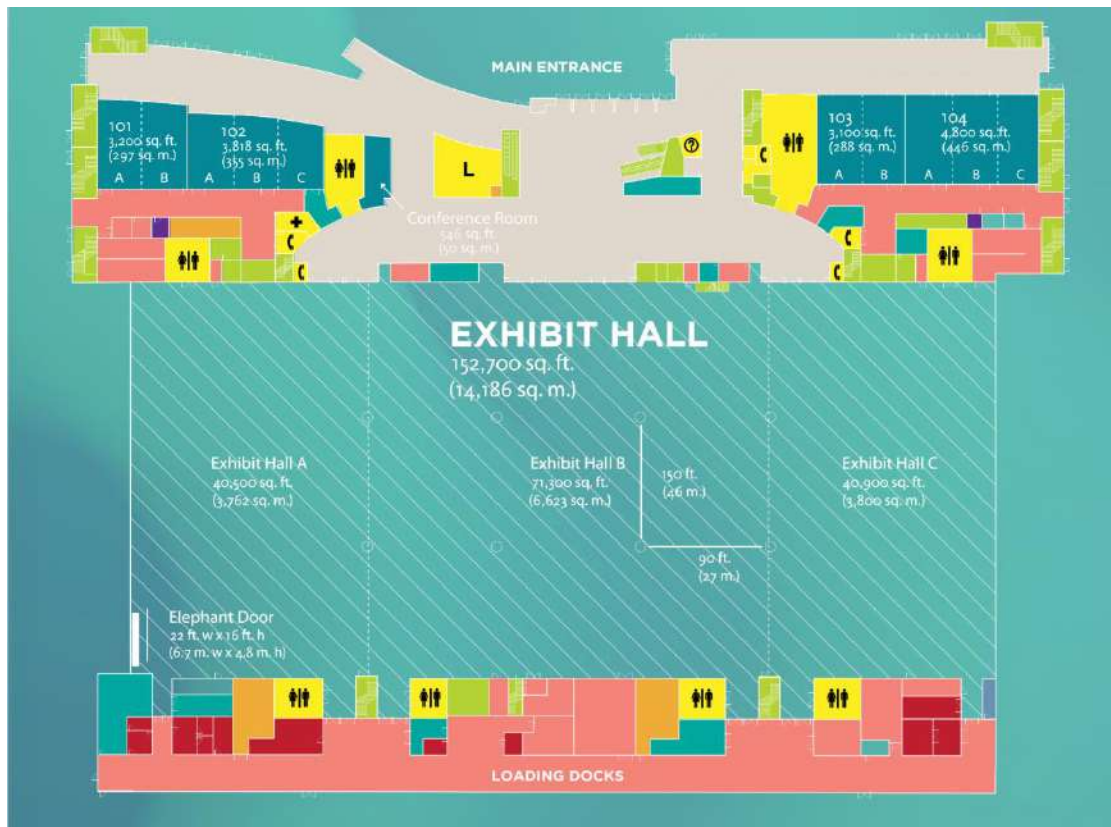 MAIN ENTRANCE
101
3,200 sq. ft.
(297 sq. m.)
A
B
102
3,818 sq. ft.
(355 sq. m.)
A
B
C
L
?
103
3,100 sq. ft.
(288 sq. m.)
A
B
104
4,800 sq. ft.
(446 sq. m.)
A
B
C
Conference Room
546 sq. ft.
(50 sq. m.)
EXHIBIT HALL
152,700 sq. ft.
(14,186 sq. m.)
Exhibit Hall A
40,500 sq. ft.
(3,762 sq. m.)
Exhibit Hall B
71,300 sq. ft.
(6,623 sq. m.)
150 ft.
(46 m.)
90 ft.
(27 m.)
Exhibit Hall C
40,900 sq. ft.
(3,800 sq. m.)
Elephant Door
22 ft. w x 16 ft. h
(6.7 m. w x 4.8 m. h)
LOADING DOCKS